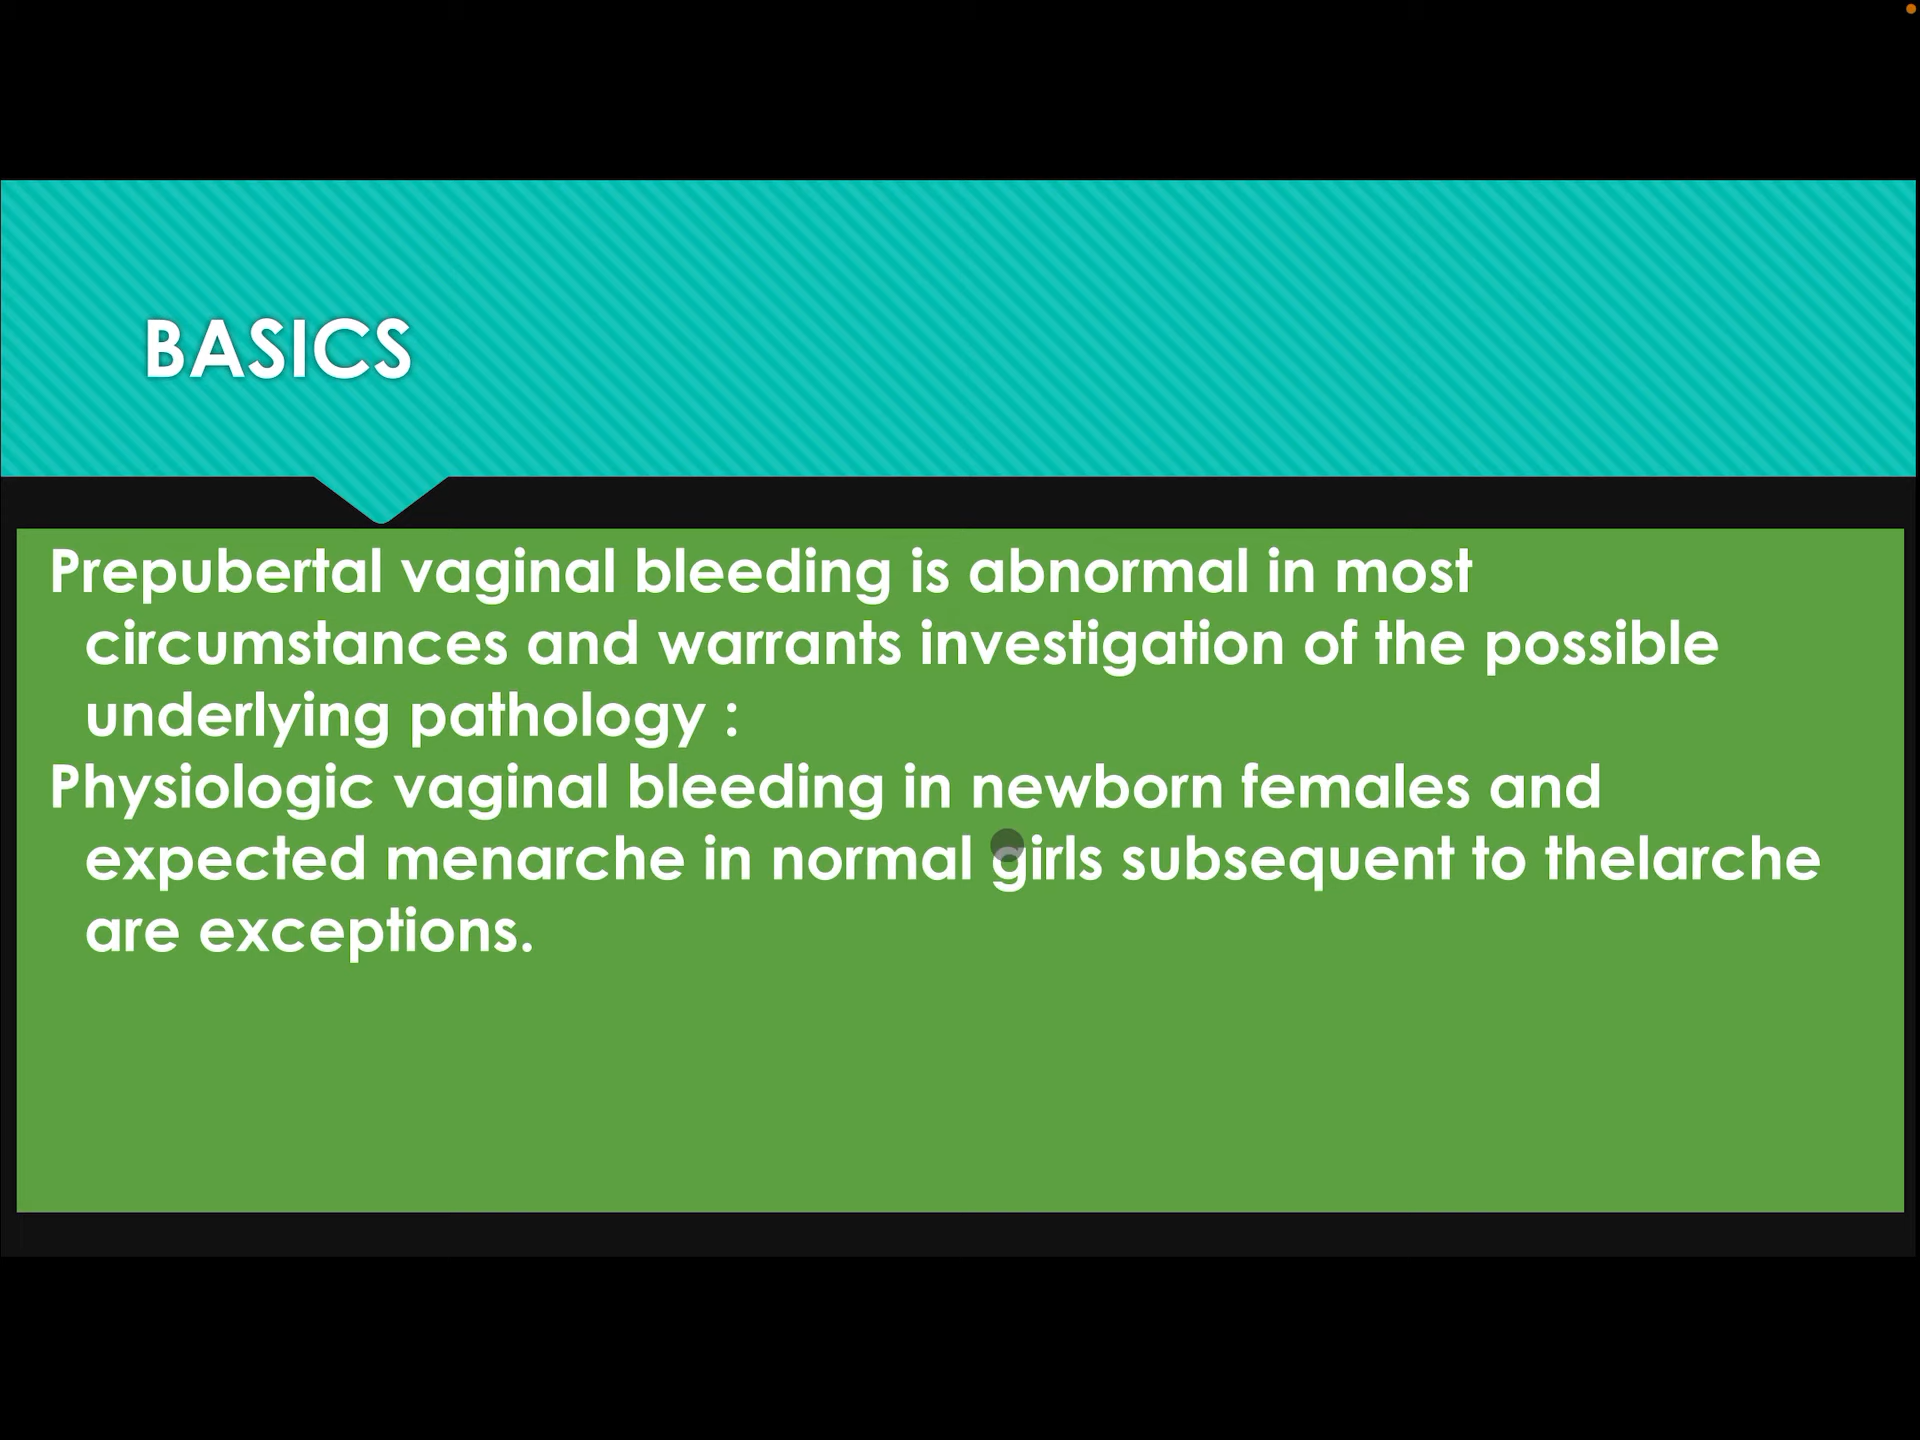 BASICS
Prepubertal vaginal bleeding is abnormal in most
circumstances and warrants investigation of the possible
underlying pathology :
Physiologic vaginal bleeding in newborn females and
expected menarche in normal girls subsequent to thelarche
are exceptions.